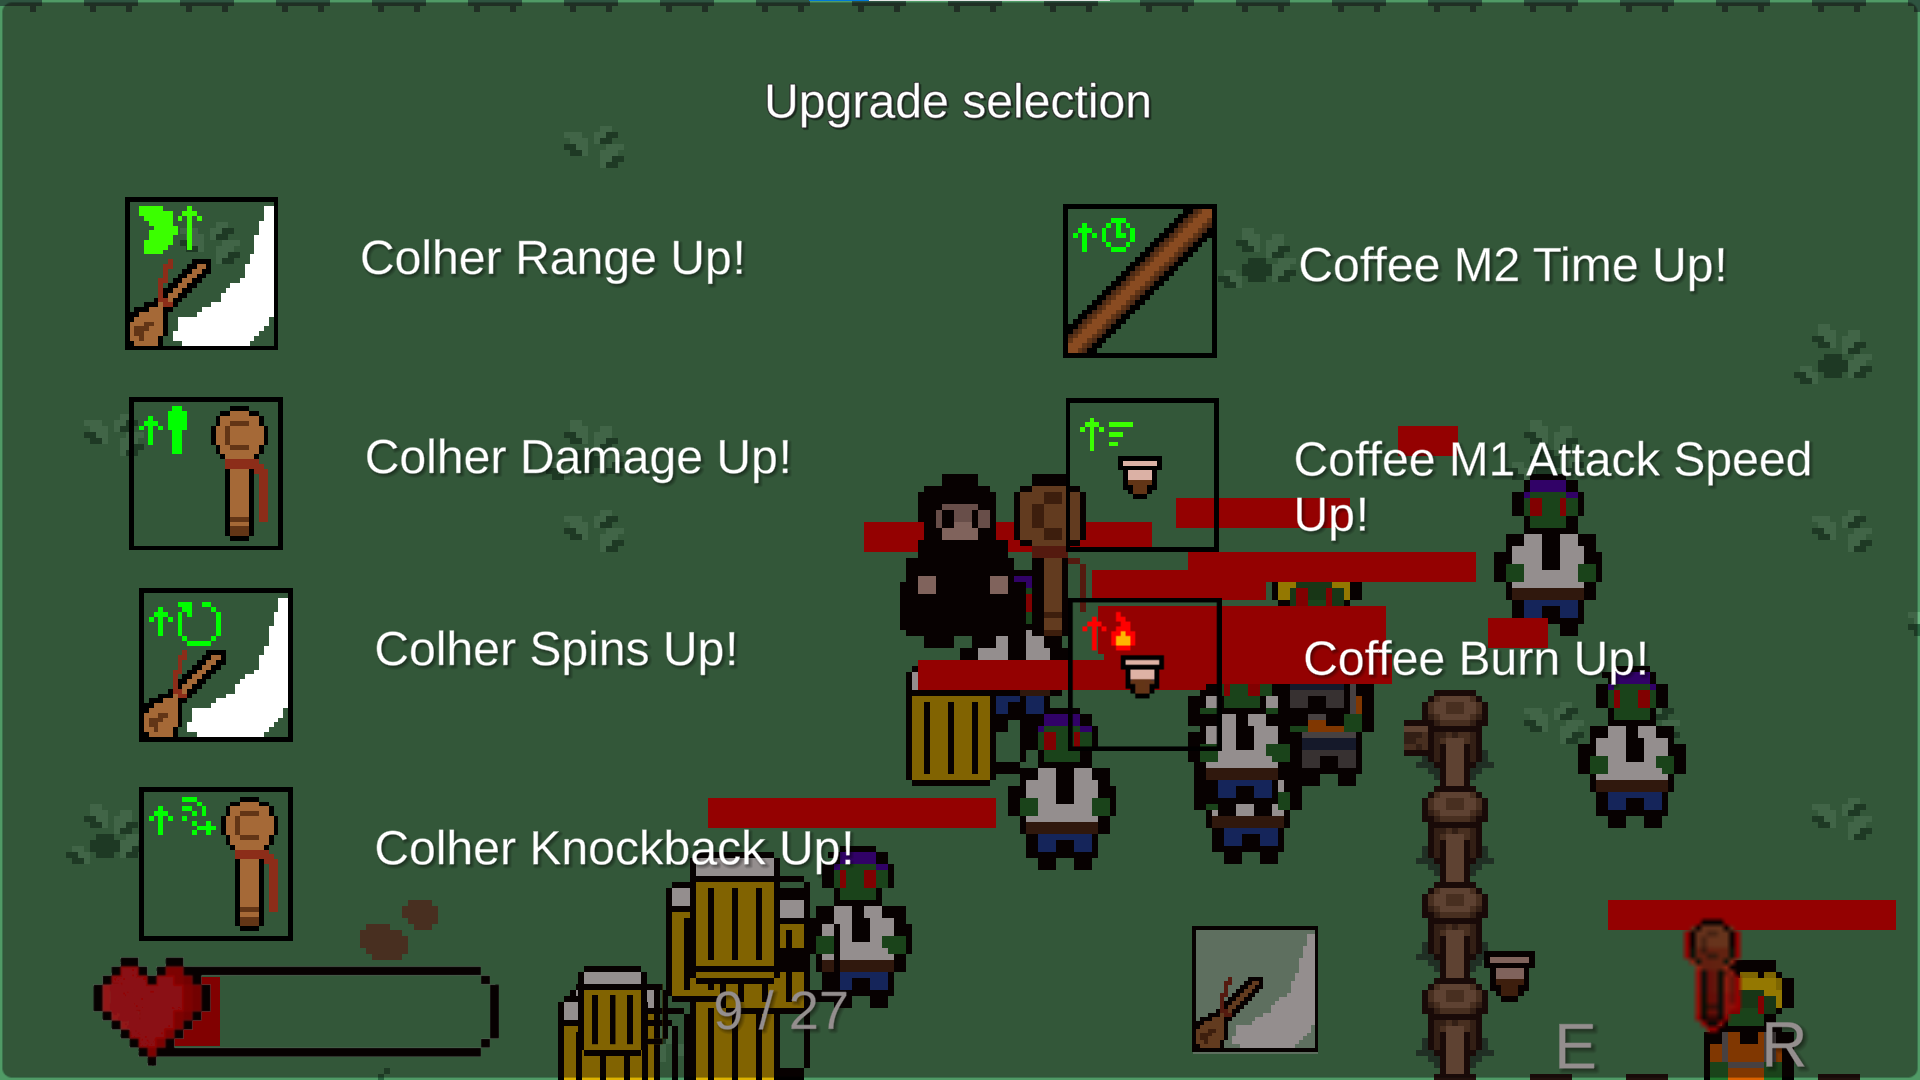 Upgrade selection
Colher Range Up!
Coffee M2 Time Up!
Colher Damage Up!
Coffee M1 Attack Speed
Up!
Colher Spins Up!
Coffee Burn Up!
Colher Knockback Up!
9 / 27
E
R